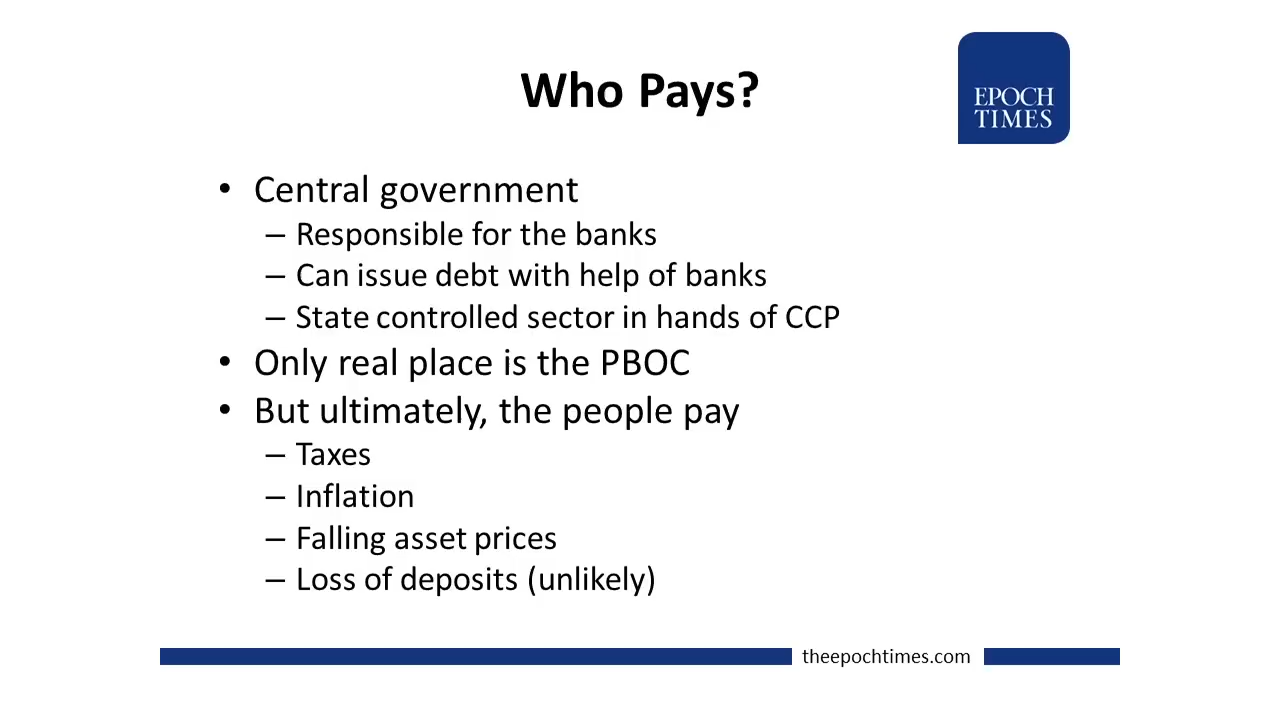 Who Pays?
EPOCH
TIMES
• Central government
– Responsible for the banks
– Can issue debt with help of banks
– State controlled sector in hands of CCP
• Only real place is the PBOC
• But ultimately, the people pay
– Taxes
– Inflation
– Falling asset prices
– Loss of deposits (unlikely)
theepochtimes.com